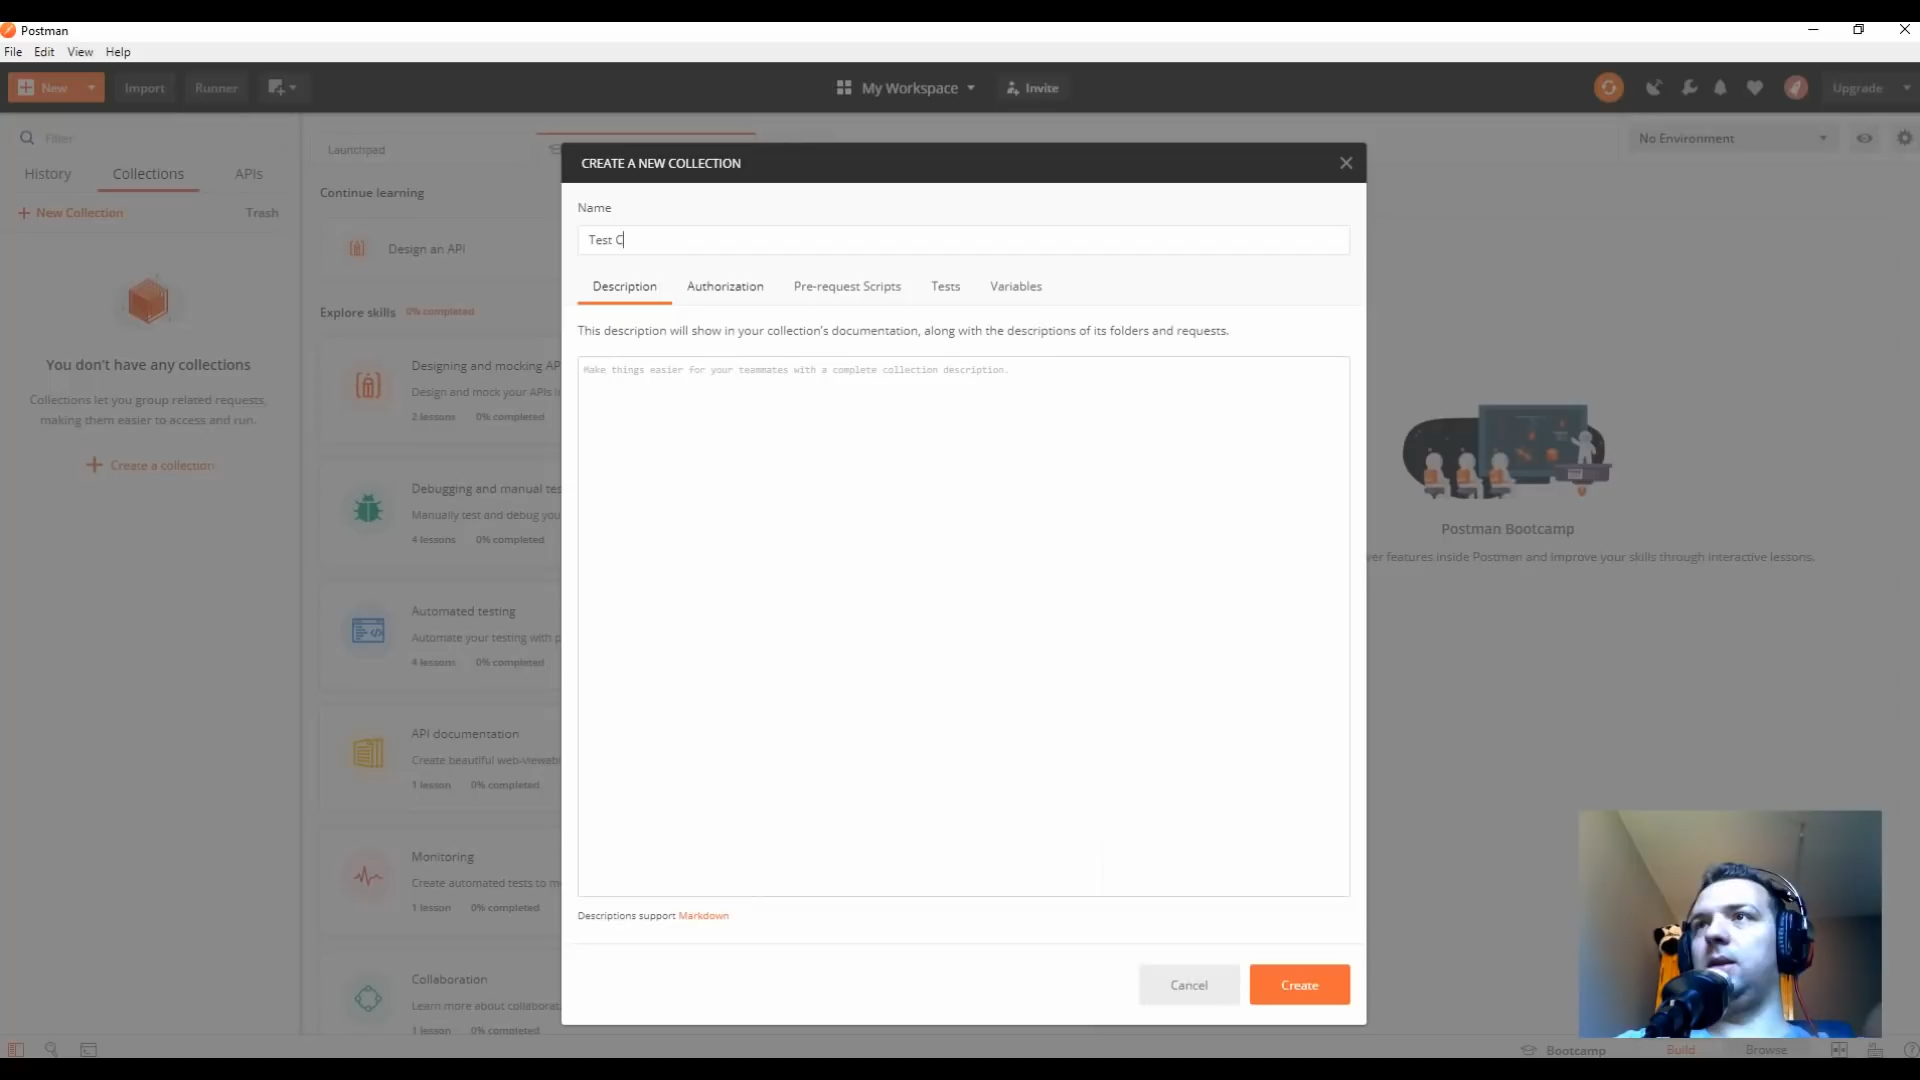 Postman
File Edit View Help
New Import Runner My Workspace Invite Upgrade
Filter
History Collections APIs
New Collection Trash
You don't have any collections
Collections let you group related requests,
making them easier to access and run.
Create a collection
Launchpad
No Environment
Continue learning
Design an API
Explore skills 0% completed
Designing and mocking AP
Design and mock your APIs i
2 lessons 0% completed
Debugging and manual tes
Manually test and debug you
4 lessons 0% completed
Automated testing
Automate your testing with p
4 lessons 0% completed
API documentation
Create beautiful web-viewab
1 lesson 0% completed
Monitoring
Create automated tests to m
1 lesson 0% completed
Collaboration
Learn more about collaborat
1 lesson 0% completed
CREATE A NEW COLLECTION
Name
Test C
Description Authorization Pre-request Scripts Tests Variables
This description will show in your collection's documentation, along with the descriptions of its folders and requests.
Make things easier for your teammates with a complete collection description.
Descriptions support Markdown
Cancel Create
Postman Bootcamp
er features inside Postman and improve your skills through interactive lessons.
Bootcamp Build Browse